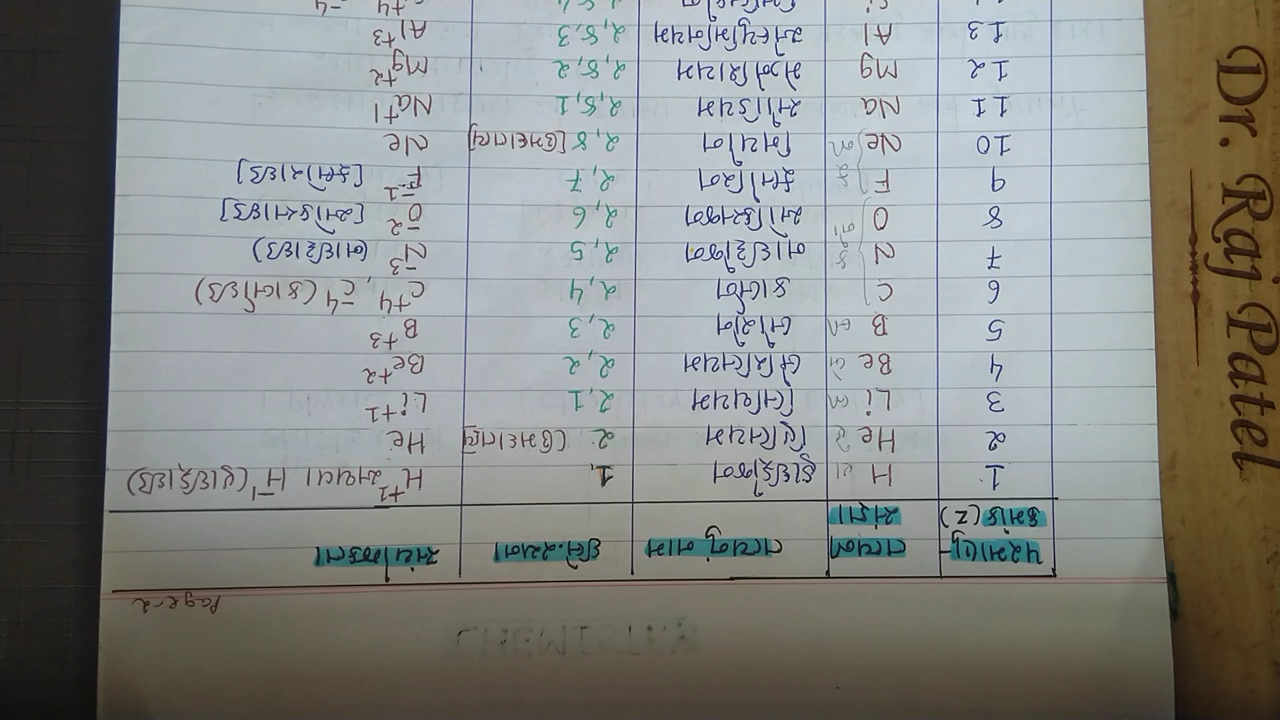 Dr. Raj Patel
Page-2
પરમાણુ- તત્વની તત્વનું નામ ઇલે.રચના સંયોજકતા
ક્રમાંક (Z) સંજ્ઞા
1 H હાઇડ્રોજન 1 H+1 અથવા H-1 (હાઇડ્રાઇડ)
2 He હિલિયમ 2 (ઉમદાવાયુ) He
3 Li લિથિયમ 2,1 Li+1
4 Be બેરિલિયમ 2,2 Be+2
5 B બોરોન 2,3 B+3
6 C કાર્બન 2,4 C+4, C-4 (કાર્બાઇડ)
7 N નાઇટ્રોજન 2,5 N-3 (નાઇટ્રાઇડ)
8 O ઓક્સિજન 2,6 O-2 [ઓક્સાઇડ]
9 F ફ્લોરિન 2,7 F-1 [ફ્લોરાઇડ]
10 Ne નિયોન 2,8 [ઉમદાવાયુ] Ne
11 Na સોડિયમ 2,8,1 Na+1
12 Mg મેગ્નેશિયમ 2,8,2 Mg+2
13 Al એલ્યુમિનિયમ 2,8,3 Al+3